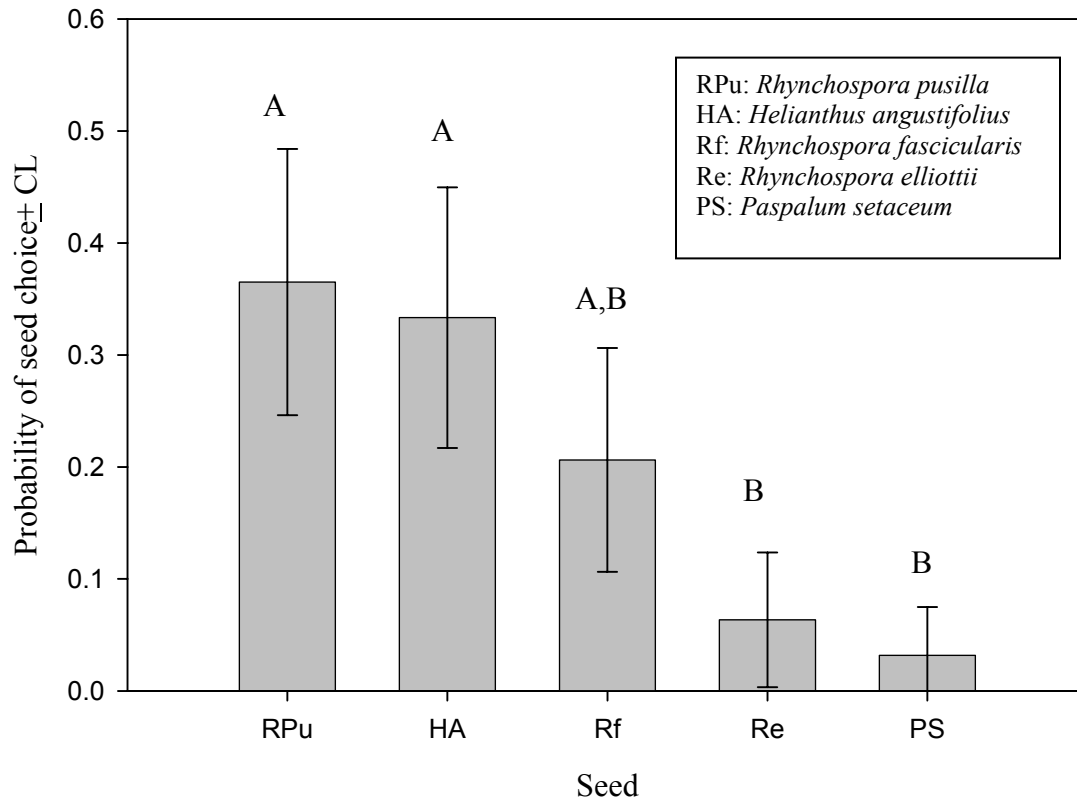 0.6
0.5
0.4
0.3
0.2
0.1
0.0
Probability of seed choice± CL
A
A
A,B
B
B
RPu: Rhynchospora pusilla
HA: Helianthus angustifolius
Rf: Rhynchospora fascicularis
Re: Rhynchospora elliottii
PS: Paspalum setaceum
RPu HA Rf Re PS
Seed